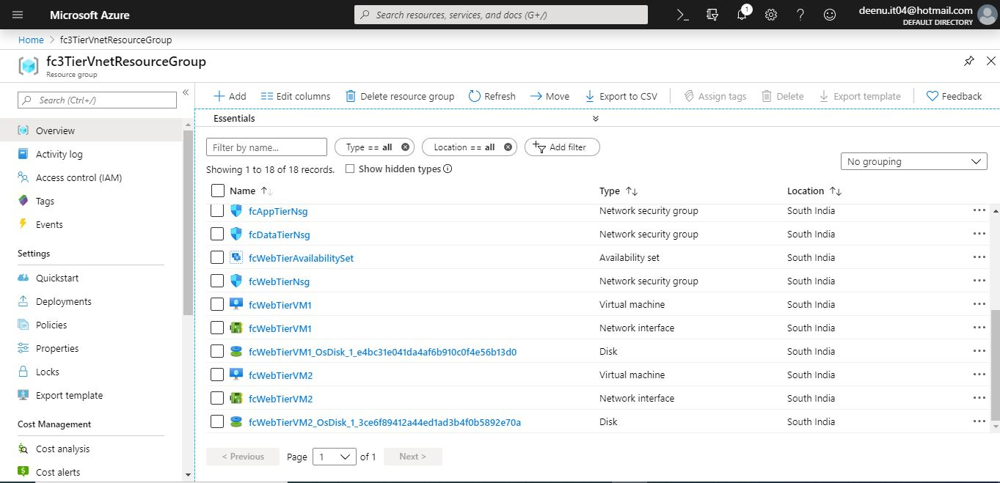 Microsoft Azure
Search resources, services, and docs (G+/)
1
deenu.it04@hotmail.com
DEFAULT DIRECTORY
Home > fc3TierVnetResourceGroup
fc3TierVnetResourceGroup
Resource group
Search (Ctrl+/)
Overview
Activity log
Access control (IAM)
Tags
Events
Settings
Quickstart
Deployments
Policies
Properties
Locks
Export template
Cost Management
Cost analysis
Cost alerts
Add Edit columns Delete resource group Refresh Move Export to CSV Assign tags Delete Export template Feedback
Essentials
Filter by name... Type == all Location == all Add filter
Showing 1 to 18 of 18 records. Show hidden types
No grouping
Name Type Location
fcAppTierNsg Network security group South India
fcDataTierNsg Network security group South India
fcWebTierAvailabilitySet Availability set South India
fcWebTierNsg Network security group South India
fcWebTierVM1 Virtual machine South India
fcWebTierVM1 Network interface South India
fcWebTierVM1_OsDisk_1_e4bc31e041da4af6b910c0f4e56b13d0 Disk South India
fcWebTierVM2 Virtual machine South India
fcWebTierVM2 Network interface South India
fcWebTierVM2_OsDisk_1_3ce6f89412a44ed1ad3b4f0b5892e70a Disk South India
< Previous Page 1 of 1 Next >